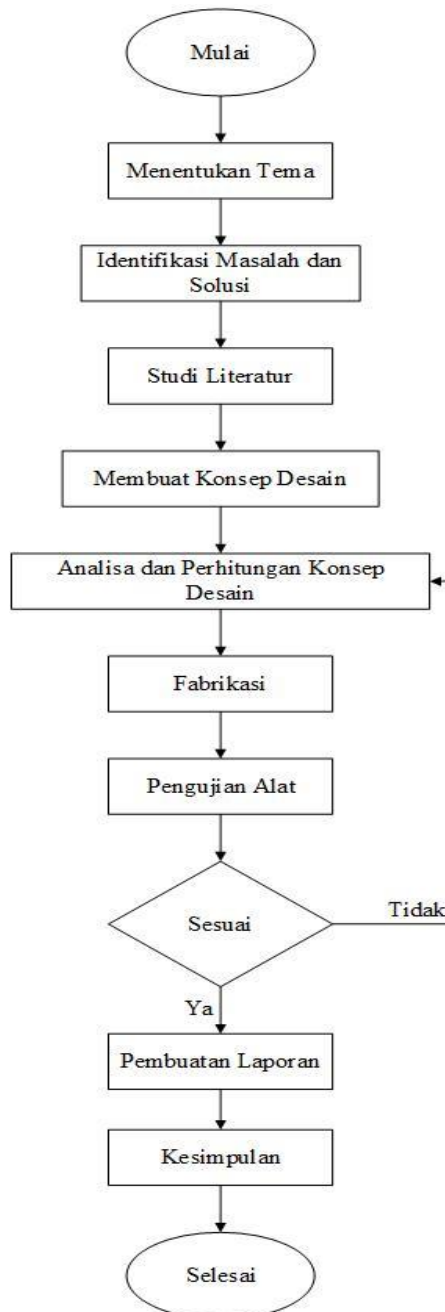 Mulai
Menentukan Tema
Identifikasi Masalah dan
Solusi
Studi Literatur
Membuat Konsep Desain
Analisa dan Perhitungan Konsep
Desain
Fabrikasi
Pengujian Alat
Sesuai
Tidak
Ya
Pembuatan Laporan
Kesimpulan
Selesai